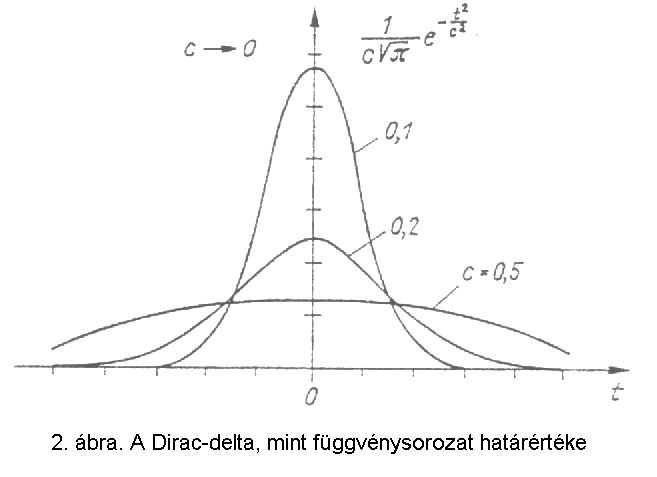 c → 0
1/(c√π) e^(-t²/c²)
0,1
0,2
c = 0,5
0
t
2. ábra. A Dirac-delta, mint függvénysorozat határértéke